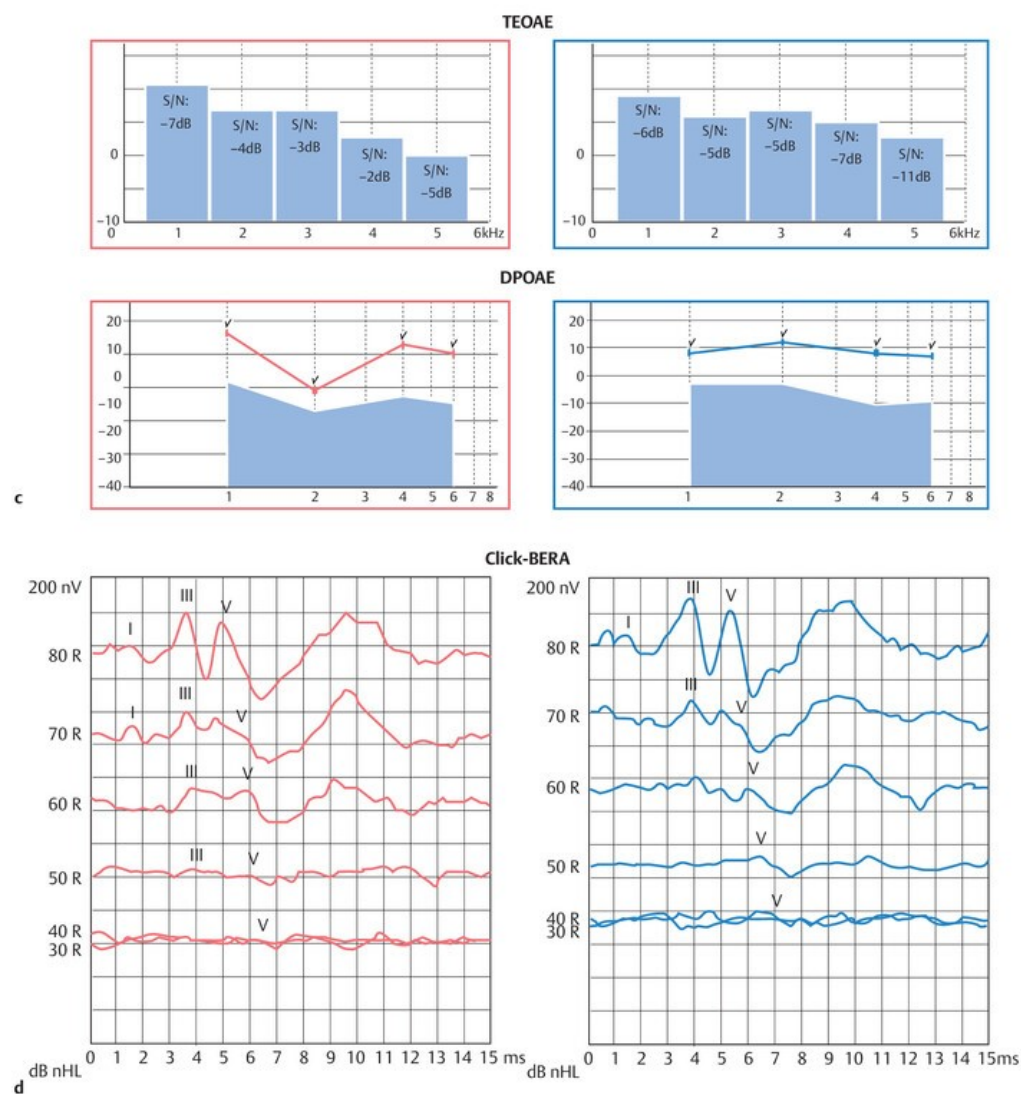 TEOAE
S/N: -7dB
S/N: -4dB
S/N: -3dB
S/N: -2dB
S/N: -5dB
0
-10
0 1 2 3 4 5 6kHz
S/N: -6dB
S/N: -5dB
S/N: -5dB
S/N: -7dB
S/N: -11dB
0
-10
0 1 2 3 4 5 6kHz
DPOAE
20
10
0
-10
-20
-30
-40
1 2 3 4 5 6 7 8
20
10
0
-10
-20
-30
-40
1 2 3 4 5 6 7 8
c
Click-BERA
200 nV
III
V
I
80 R
III
I
V
70 R
III
V
60 R
III
V
50 R
V
40 R
30 R
0 1 2 3 4 5 6 7 8 9 10 11 12 13 14 15 ms
dB nHL
200 nV
III
V
I
80 R
III
V
70 R
V
60 R
V
50 R
V
40 R
30 R
0 1 2 3 4 5 6 7 8 9 10 11 12 13 14 15 ms
dB nHL
d